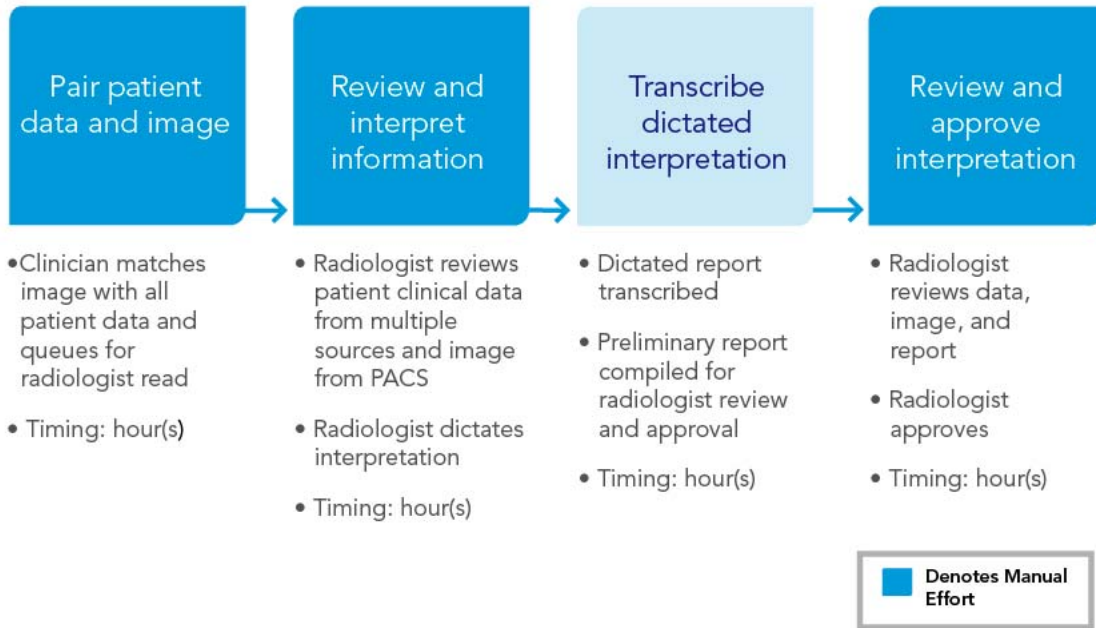 Pair patient
data and image
Review and
interpret
information
Transcribe
dictated
interpretation
Review and
approve
interpretation
•Clinician matches
image with all
patient data and
queues for
radiologist read
• Timing: hour(s)
• Radiologist reviews
patient clinical data
from multiple
sources and image
from PACS
• Radiologist dictates
interpretation
• Timing: hour(s)
• Dictated report
transcribed
• Preliminary report
compiled for
radiologist review
and approval
• Timing: hour(s)
• Radiologist
reviews data,
image, and
report
• Radiologist
approves
• Timing: hour(s)
Denotes Manual
Effort